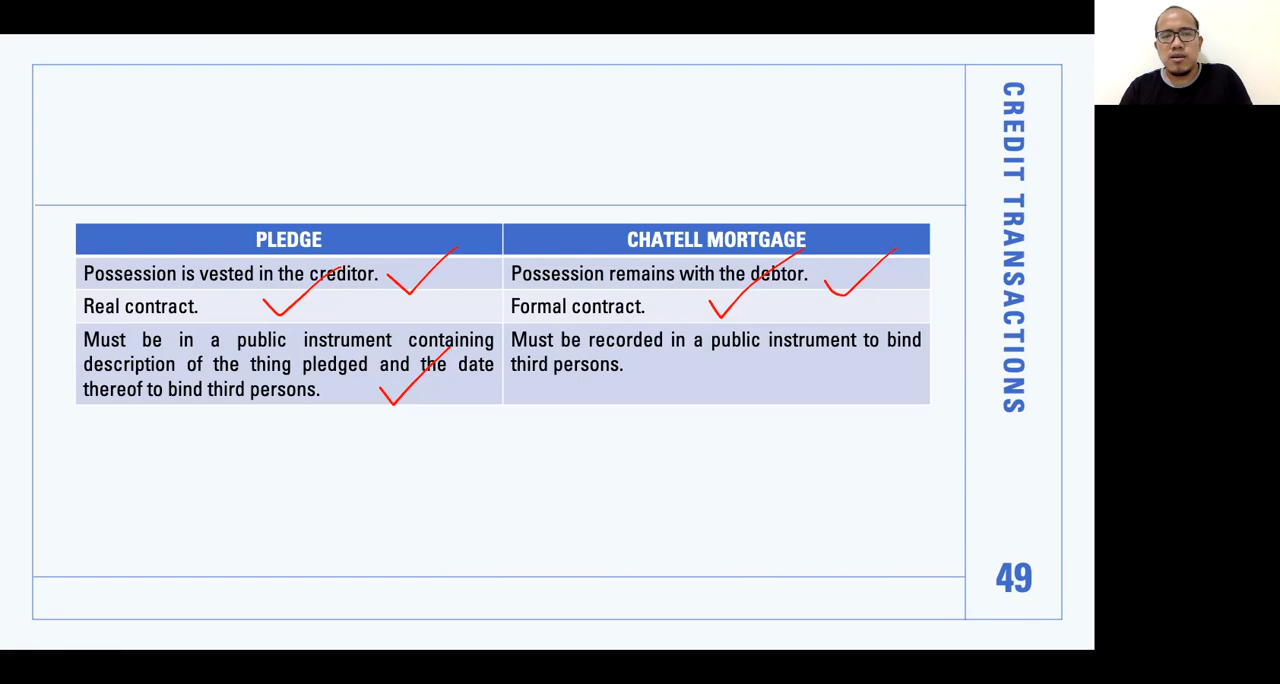 PLEDGE
CHATELL MORTGAGE
Possession is vested in the creditor.
Possession remains with the debtor.
Real contract.
Formal contract.
Must be in a public instrument containing
description of the thing pledged and the date
thereof to bind third persons.
Must be recorded in a public instrument to bind
third persons.
CREDIT TRANSACTIONS
49